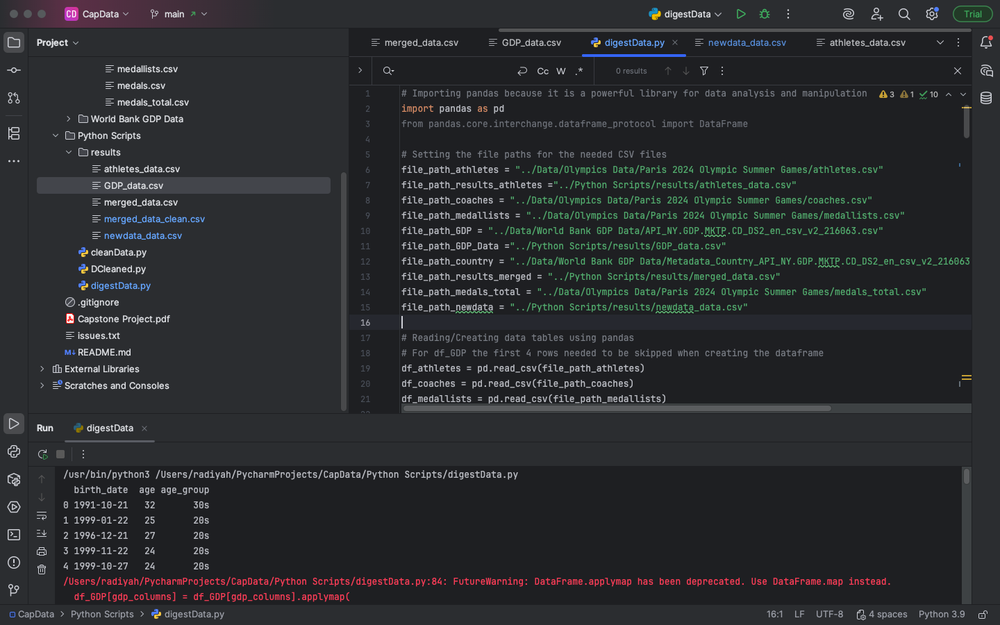 CD CapData main digestData Trial
Project
medallists.csv
medals.csv
medals_total.csv
World Bank GDP Data
Python Scripts
results
athletes_data.csv
GDP_data.csv
merged_data.csv
merged_data_clean.csv
newdata_data.csv
cleanData.py
DCleaned.py
digestData.py
.gitignore
Capstone Project.pdf
issues.txt
M↓ README.md
External Libraries
Scratches and Consoles
merged_data.csv GDP_data.csv digestData.py newdata_data.csv athletes_data.csv
Cc W .* 0 results
3 1 10
1 # Importing pandas because it is a powerful library for data analysis and manipulation
2 import pandas as pd
3 from pandas.core.interchange.dataframe_protocol import DataFrame
4
5 # Setting the file paths for the needed CSV files
6 file_path_athletes = "../Data/Olympics Data/Paris 2024 Olympic Summer Games/athletes.csv"
7 file_path_results_athletes ="../Python Scripts/results/athletes_data.csv"
8 file_path_coaches = "../Data/Olympics Data/Paris 2024 Olympic Summer Games/coaches.csv"
9 file_path_medallists = "../Data/Olympics Data/Paris 2024 Olympic Summer Games/medallists.csv"
10 file_path_GDP = "../Data/World Bank GDP Data/API_NY.GDP.MKTP.CD_DS2_en_csv_v2_216063.csv"
11 file_path_GDP_Data ="../Python Scripts/results/GDP_data.csv"
12 file_path_country = "../Data/World Bank GDP Data/Metadata_Country_API_NY.GDP.MKTP.CD_DS2_en_csv_v2_216063
13 file_path_results_merged = "../Python Scripts/results/merged_data.csv"
14 file_path_medals_total = "../Data/Olympics Data/Paris 2024 Olympic Summer Games/medals_total.csv"
15 file_path_newdata = "../Python Scripts/results/newdata_data.csv"
16
17 # Reading/Creating data tables using pandas
18 # For df_GDP the first 4 rows needed to be skipped when creating the dataframe
19 df_athletes = pd.read_csv(file_path_athletes)
20 df_coaches = pd.read_csv(file_path_coaches)
21 df_medallists = pd.read_csv(file_path_medallists)
Run digestData
/usr/bin/python3 /Users/radiyah/PycharmProjects/CapData/Python Scripts/digestData.py
birth_date age age_group
0 1991-10-21 32 30s
1 1999-01-22 25 20s
2 1996-12-21 27 20s
3 1999-11-22 24 20s
4 1999-10-27 24 20s
/Users/radiyah/PycharmProjects/CapData/Python Scripts/digestData.py:84: FutureWarning: DataFrame.applymap has been deprecated. Use DataFrame.map instead.
df_GDP[gdp_columns] = df_GDP[gdp_columns].applymap(
CapData > Python Scripts > digestData.py 16:1 LF UTF-8 4 spaces Python 3.9